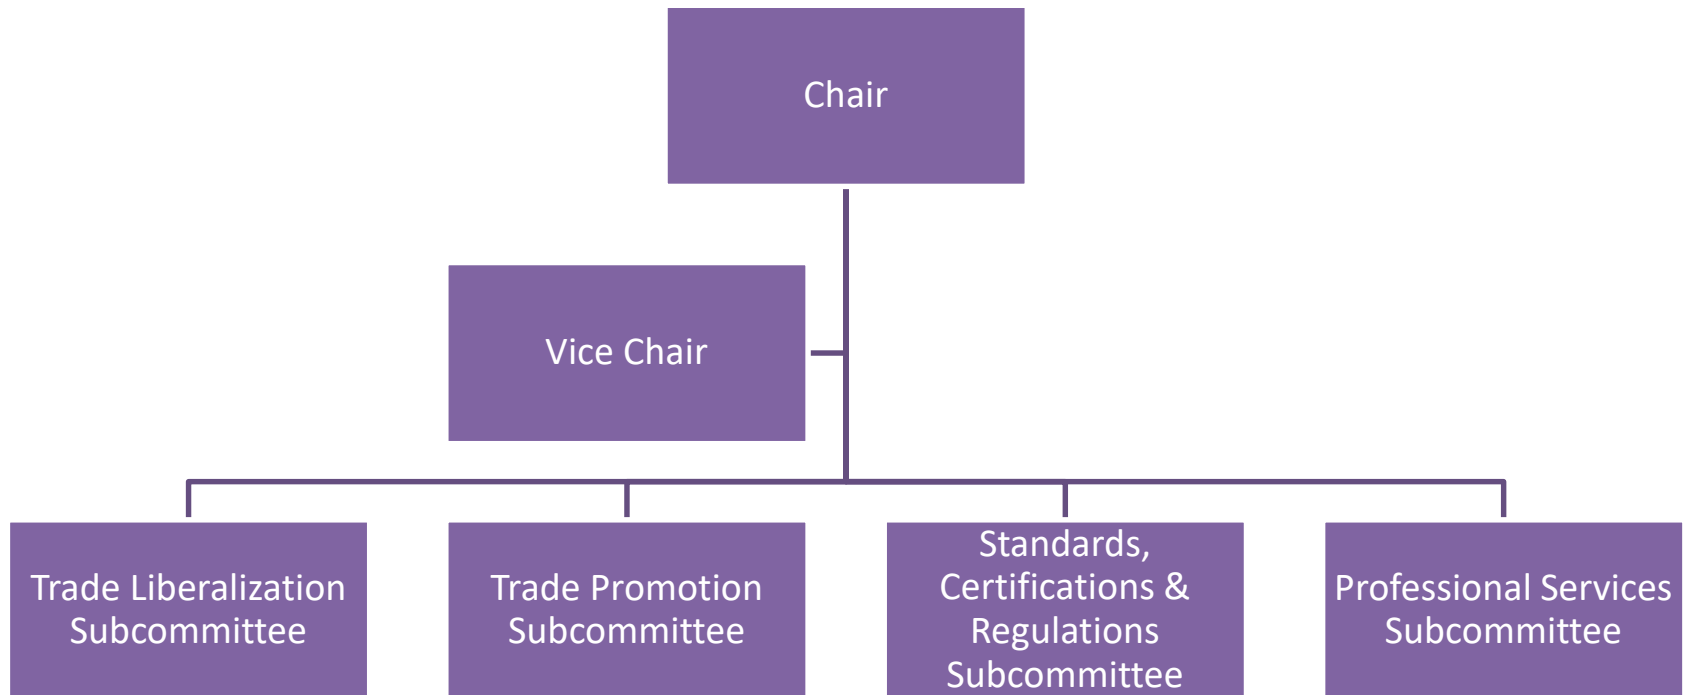 Chair
Vice Chair
Trade Liberalization
Subcommittee
Trade Promotion
Subcommittee
Standards,
Certifications &
Regulations
Subcommittee
Professional Services
Subcommittee